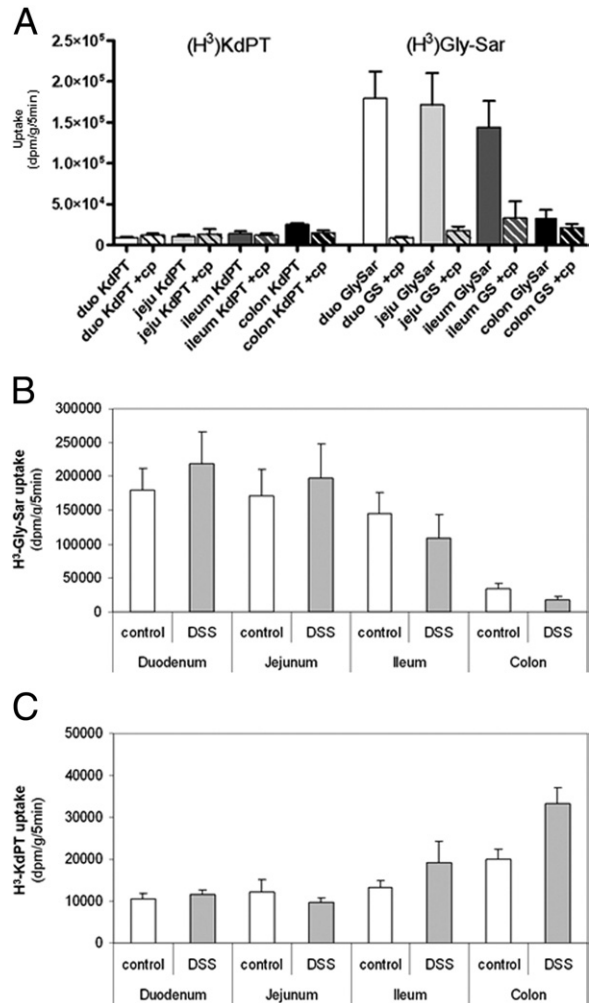 A
(H³)KdPT
(H³)Gly-Sar
Uptake
(dpm/g/5min)
2.5×10⁵
2.0×10⁵
1.5×10⁵
1.0×10⁵
5.0×10⁴
0
duo KdPT
duo KdPT +cp
jeju KdPT
jeju KdPT +cp
ileum KdPT
ileum KdPT +cp
colon KdPT
colon KdPT +cp
duo GlySar
duo GS +cp
jeju GlySar
jeju GS +cp
ileum GlySar
ileum GS +cp
colon GlySar
colon GS +cp
B
H³-Gly-Sar uptake
(dpm/g/5min)
300000
250000
200000
150000
100000
50000
0
control DSS control DSS control DSS control DSS
Duodenum Jejunum Ileum Colon
C
H³-KdPT uptake
(dpm/g/5min)
50000
40000
30000
20000
10000
0
control DSS control DSS control DSS control DSS
Duodenum Jejunum Ileum Colon